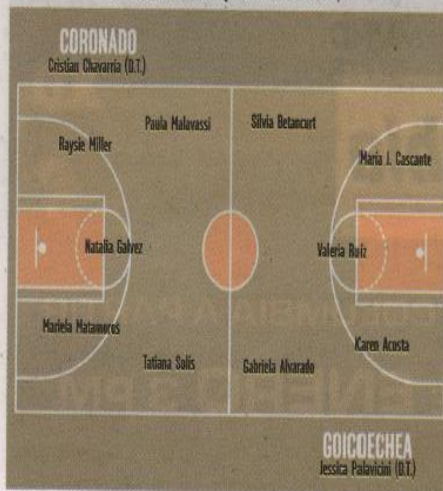 CORONADO
Cristian Chavarría (D.T.)
Paula Malavassi
Silvia Betancurt
Raysie Miller
María J. Cascante
Natalia Galvez
Valeria Ruiz
Mariela Matamoros
Karen Acosta
Tatiana Solís
Gabriela Alvarado
GOICOECHEA
Jessica Palavicini (D.T.)